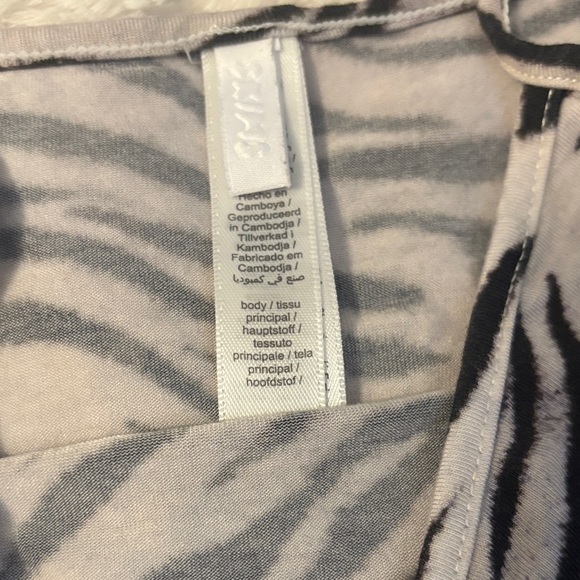 Hecho en
Camboya /
Geproduceerd
in Cambodja /
Tillverkad i
Kambodja /
Fabricado em
Cambodja /
صنع في كمبوديا
body / tissu
principal /
hauptstoff /
tessuto
principale / tela
principal /
hoofdstof /